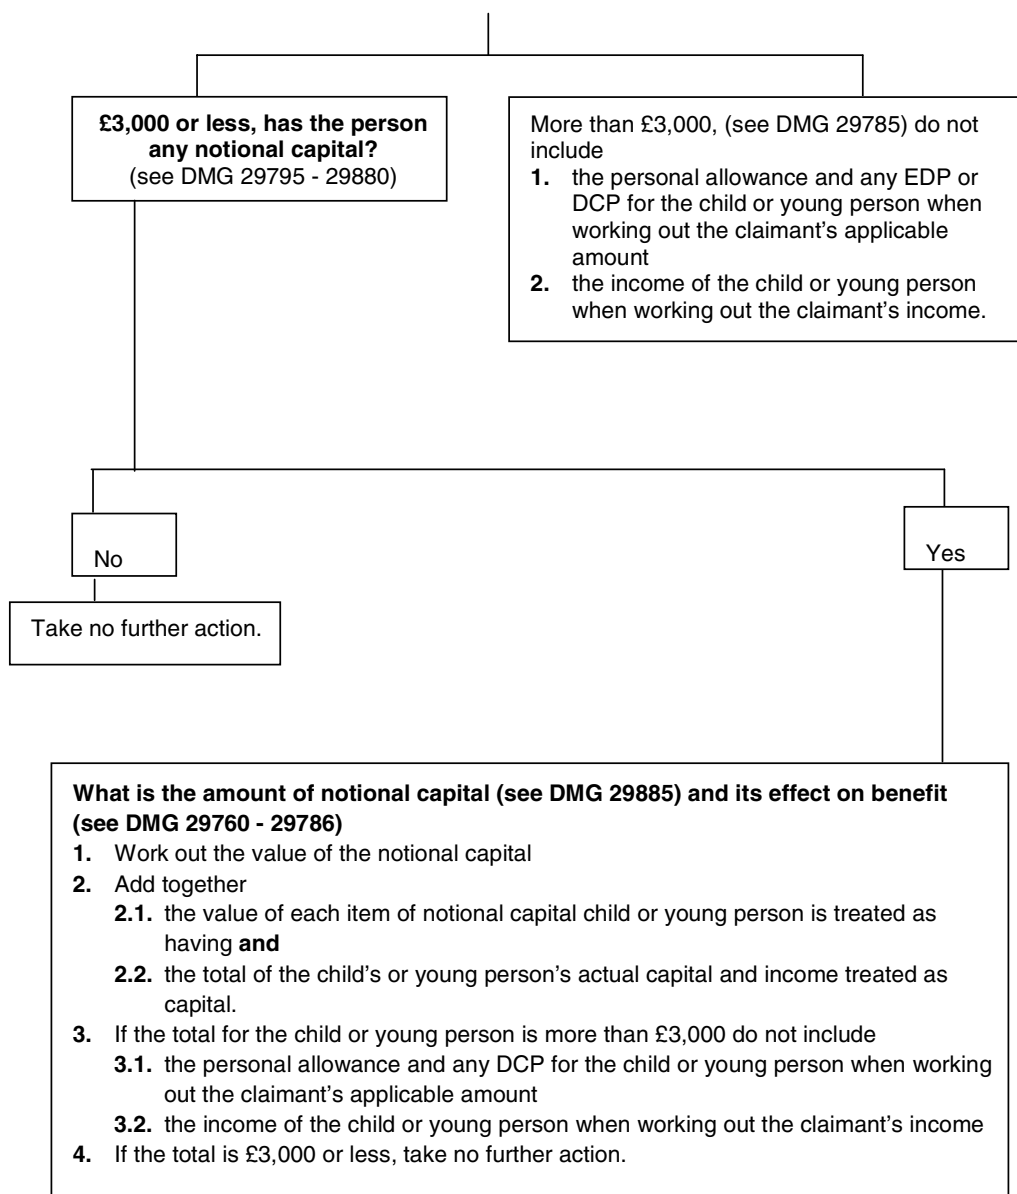 £3,000 or less, has the person
any notional capital?
(see DMG 29795 - 29880)
More than £3,000, (see DMG 29785) do not
include
1. the personal allowance and any EDP or
DCP for the child or young person when
working out the claimant's applicable
amount
2. the income of the child or young person
when working out the claimant's income.
No
Yes
Take no further action.
What is the amount of notional capital (see DMG 29885) and its effect on benefit
(see DMG 29760 - 29786)
1. Work out the value of the notional capital
2. Add together
2.1. the value of each item of notional capital child or young person is treated as
having and
2.2. the total of the child's or young person's actual capital and income treated as
capital.
3. If the total for the child or young person is more than £3,000 do not include
3.1. the personal allowance and any DCP for the child or young person when working
out the claimant's applicable amount
3.2. the income of the child or young person when working out the claimant's income
4. If the total is £3,000 or less, take no further action.